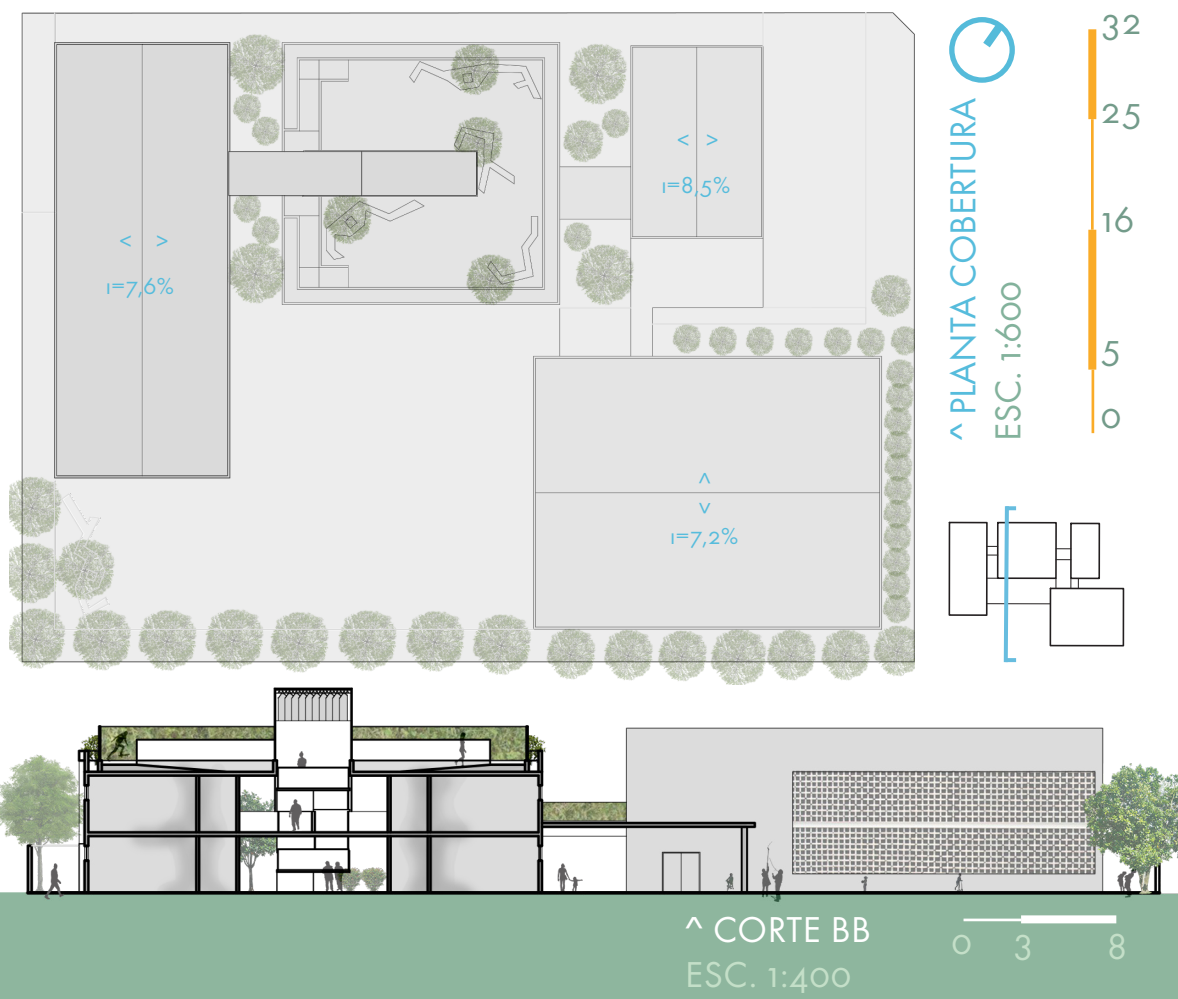 < >
ı=7,6%
< >
ı=8,5%
^
v
ı=7,2%
^ PLANTA COBERTURA
ESC. 1:600
32
25
16
5
0
^ CORTE BB
ESC. 1:400
0 3 8